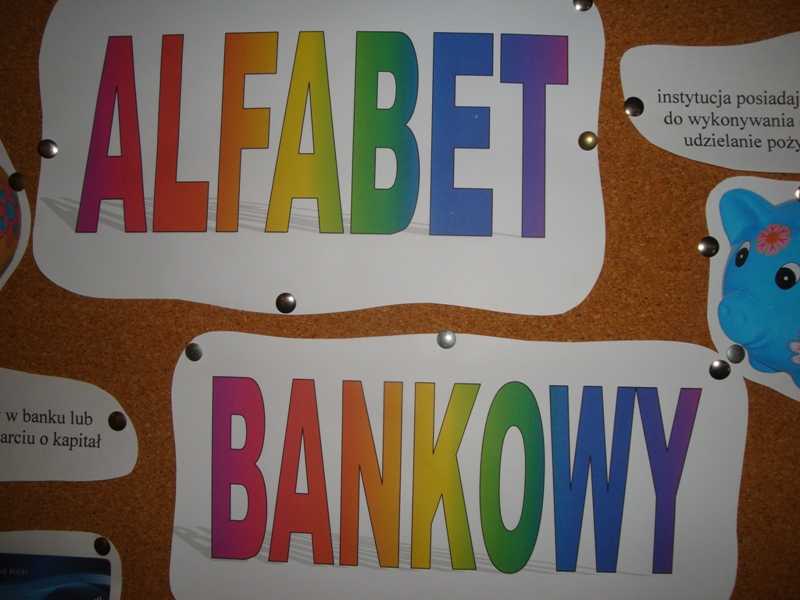 ALFABET
instytucja posiadaj
do wykonywania
udzielanie poży
BANKOWY
w banku lub
arciu o kapitał